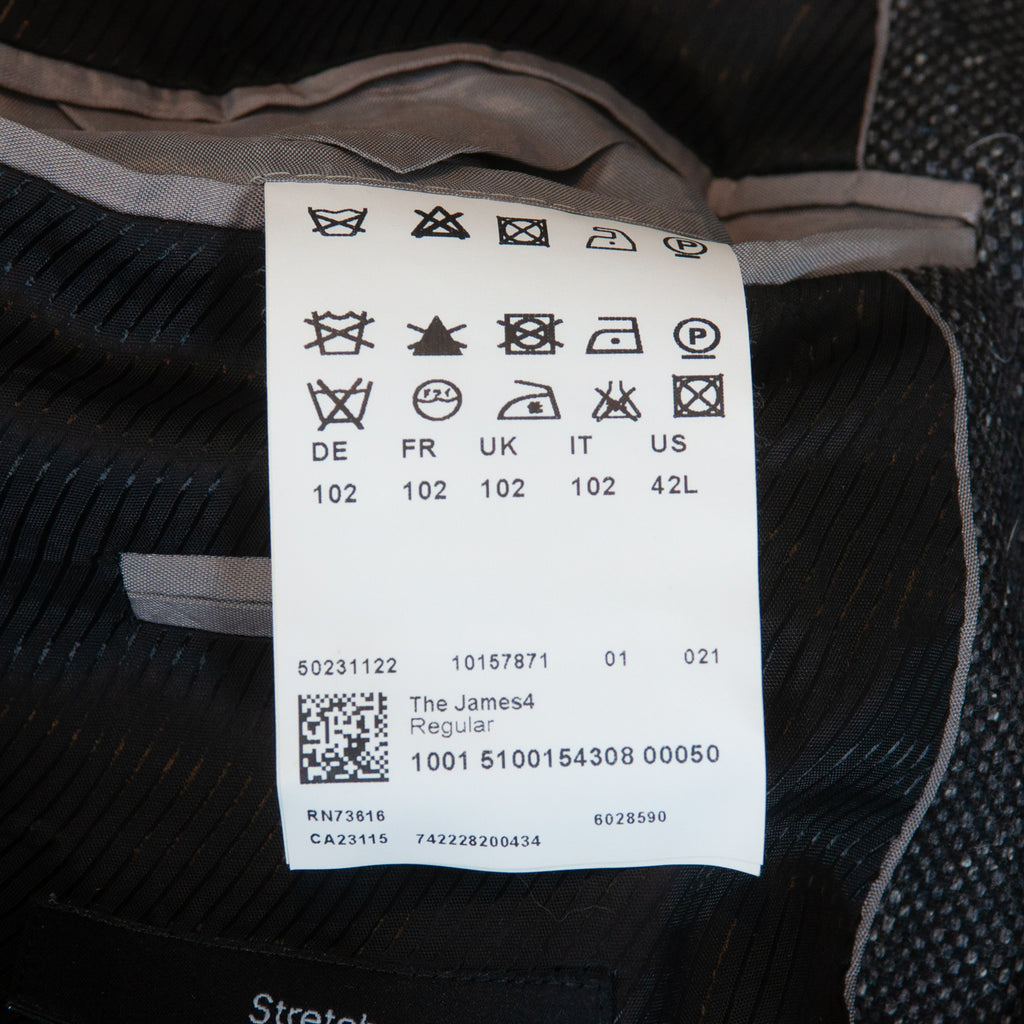 P
P
DE FR UK IT US
102 102 102 102 42L
50231122 10157871 01 021
The James4
Regular
1001 5100154308 00050
RN73616 6028590
CA23115 742228200434